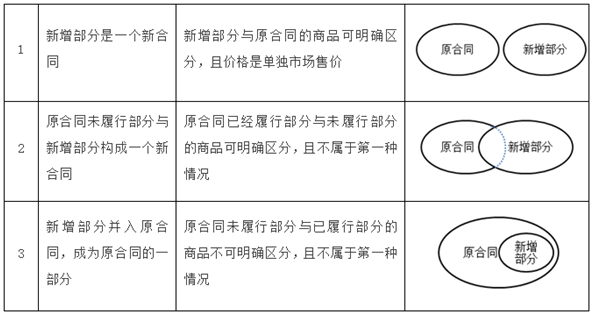 1
新增部分是一个新合
同
新增部分与原合同的商品可明确区
分，且价格是单独市场售价
原合同
新增部分
2
原合同未履行部分与
新增部分构成一个新
合同
原合同已经履行部分与未履行部分
的商品可明确区分，且不属于第一种
情况
原合同
新增部分
3
新增部分并入原合
同，成为原合同的一
部分
原合同未履行部分与已履行部分的
商品不可明确区分，且不属于第一种
情况
原合同
新增
部分